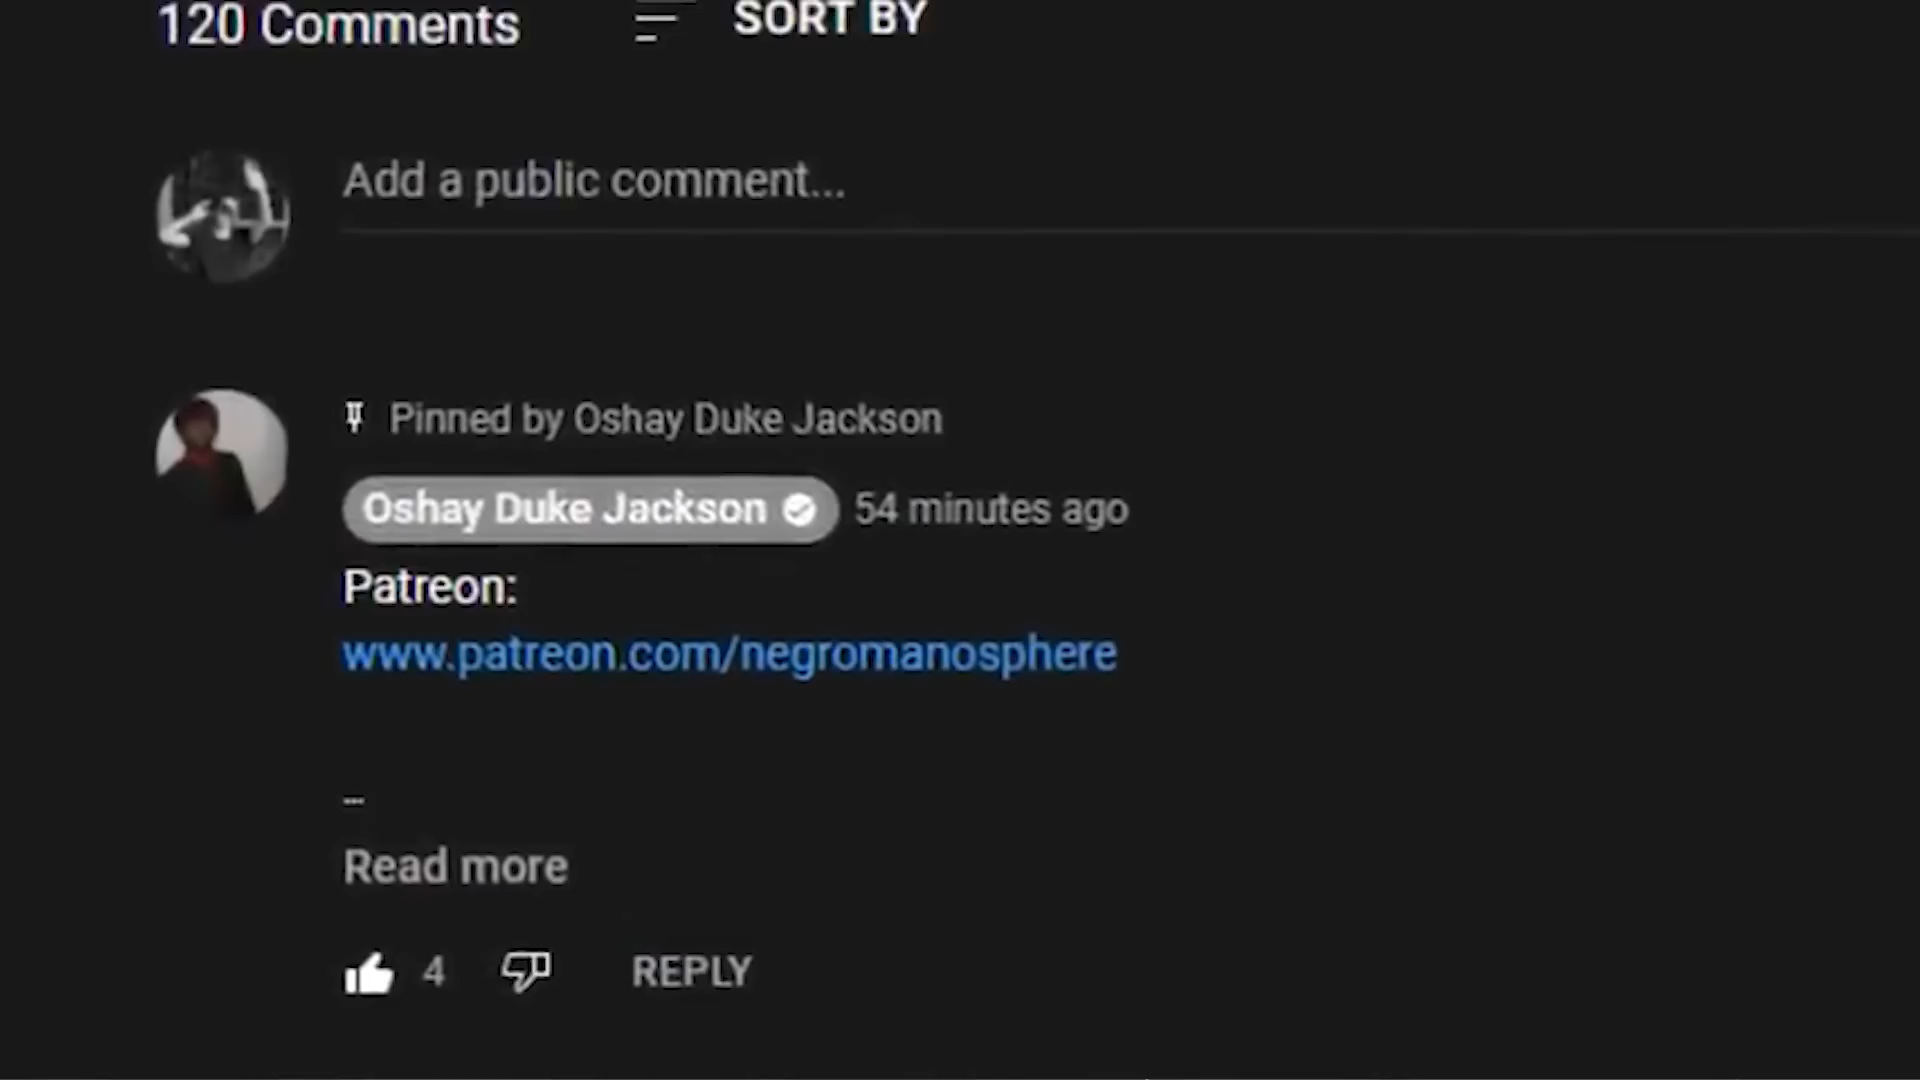 120 Comments
SORT BY
Add a public comment...
Pinned by Oshay Duke Jackson
Oshay Duke Jackson 54 minutes ago
Patreon:
www.patreon.com/negromanosphere
...
Read more
4 REPLY